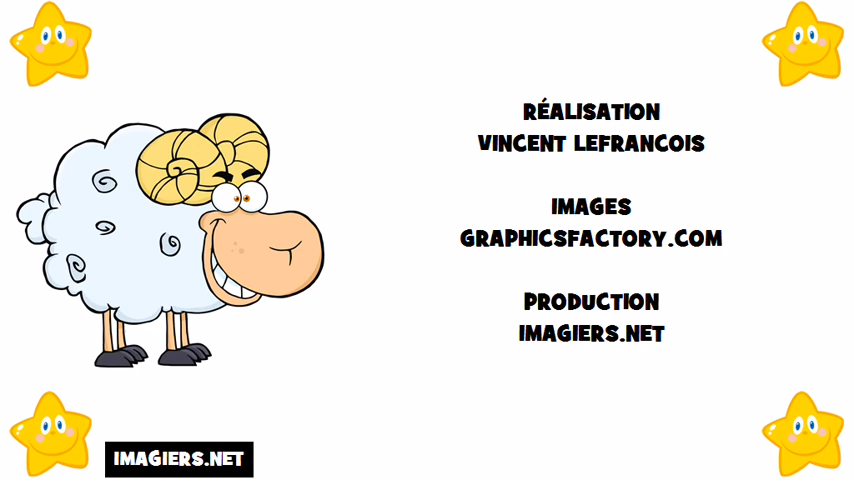 RÉALISATION
VINCENT LEFRANCOIS
IMAGES
GRAPHICSFACTORY.COM
PRODUCTION
IMAGIERS.NET
IMAGIERS.NET